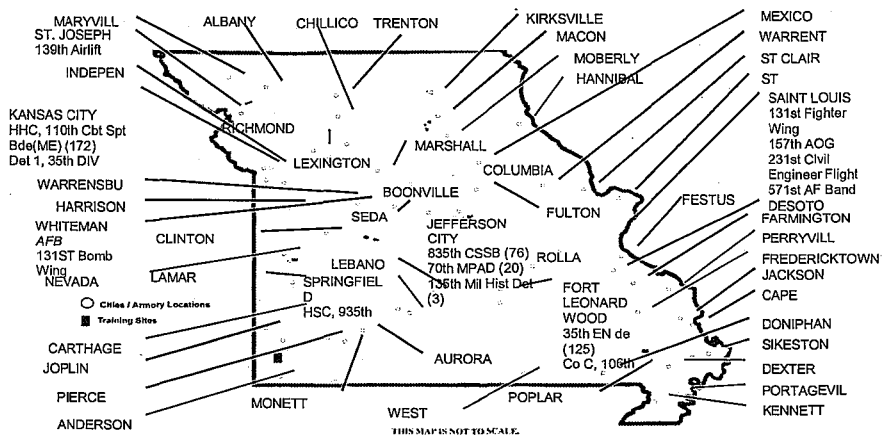 MARYVILL
ST. JOSEPH
139th Airlift
INDEPEN
KANSAS CITY
HHC, 110th Cbt Spt
Bde(ME) (172)
Det 1, 35th DIV
WARRENSBU
HARRISON
WHITEMAN
AFB
131ST Bomb
Wing
NEVADA
CLINTON
LAMAR
Cities / Armory Locations
Training Sites
CARTHAGE
JOPLIN
PIERCE
ANDERSON
ALBANY
CHILLICO
TRENTON
RICHMOND
LEXINGTON
MARSHALL
BOONVILLE
SEDA
LEBANO
SPRINGFIEL
D
HSC, 935th
JEFFERSON
CITY
835th CSSB (76)
70th MPAD (20)
135th Mil Hist Det
(3)
COLUMBIA
FULTON
ROLLA
FORT
LEONARD
WOOD
35th EN de
(125)
Co C, 106th
AURORA
MONETT
WEST
POPLAR
KIRKSVILLE
MACON
MOBERLY
HANNIBAL
MEXICO
WARRENT
ST CLAIR
ST
SAINT LOUIS
131st Fighter
Wing
157th AOG
231st Civil
Engineer Flight
571st AF Band
FESTUS
DESOTO
FARMINGTON
PERRYVILL
FREDERICKTOWN
JACKSON
CAPE
DONIPHAN
SIKESTON
DEXTER
PORTAGEVIL
KENNETT
THIS MAP IS NOT TO SCALE.